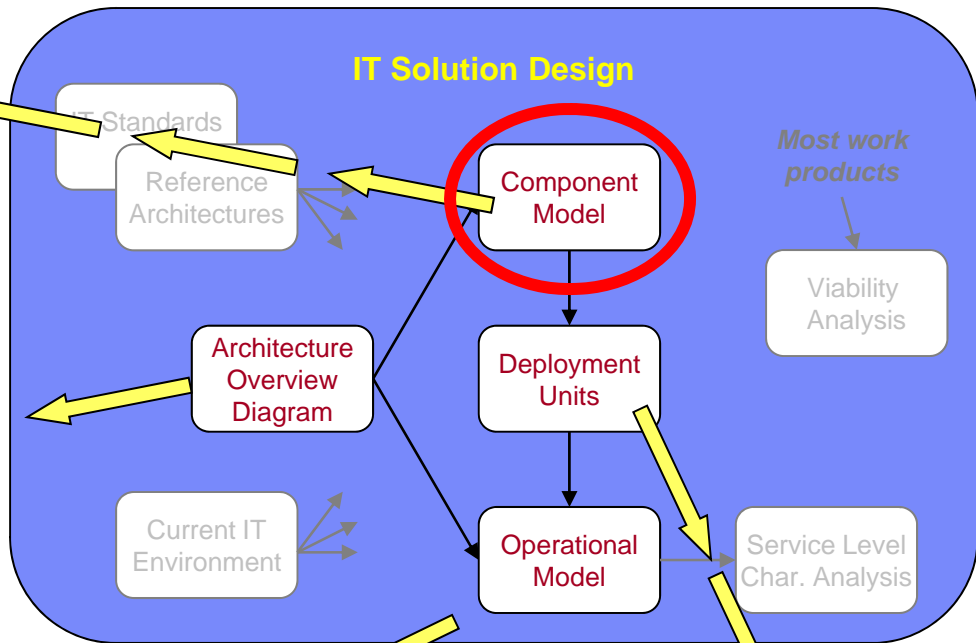 IT Solution Design
IT Standards
Reference
Architectures
Component
Model
Most work
products
Viability
Analysis
Architecture
Overview
Diagram
Deployment
Units
Current IT
Environment
Operational
Model
Service Level
Char. Analysis